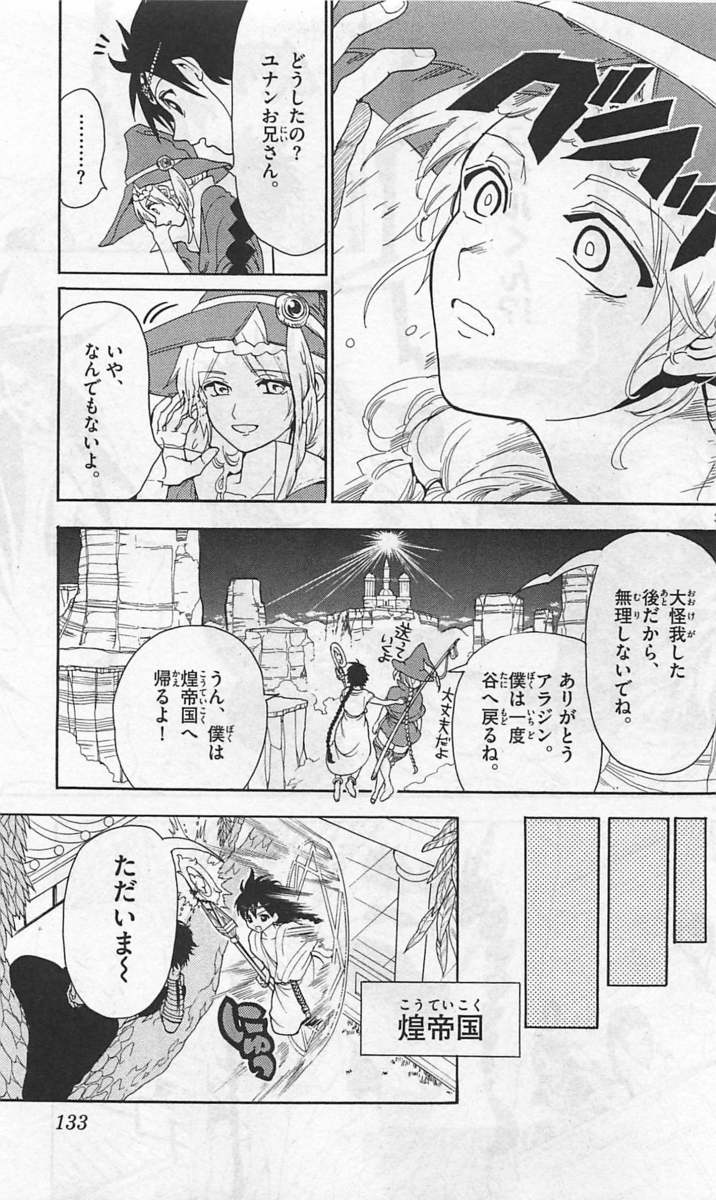 グラッ
どうしたの?
ユナンお兄さん。
………?
いや、
なんでもないよ。
大怪我した
後だから、
無理しないでね。
ありがとう
アラジン。
僕は一度
谷へ戻るね。
送って
いくよ
大丈夫だよ
うん、僕は
煌帝国へ
帰るよ!
煌帝国
ただいま〜
133